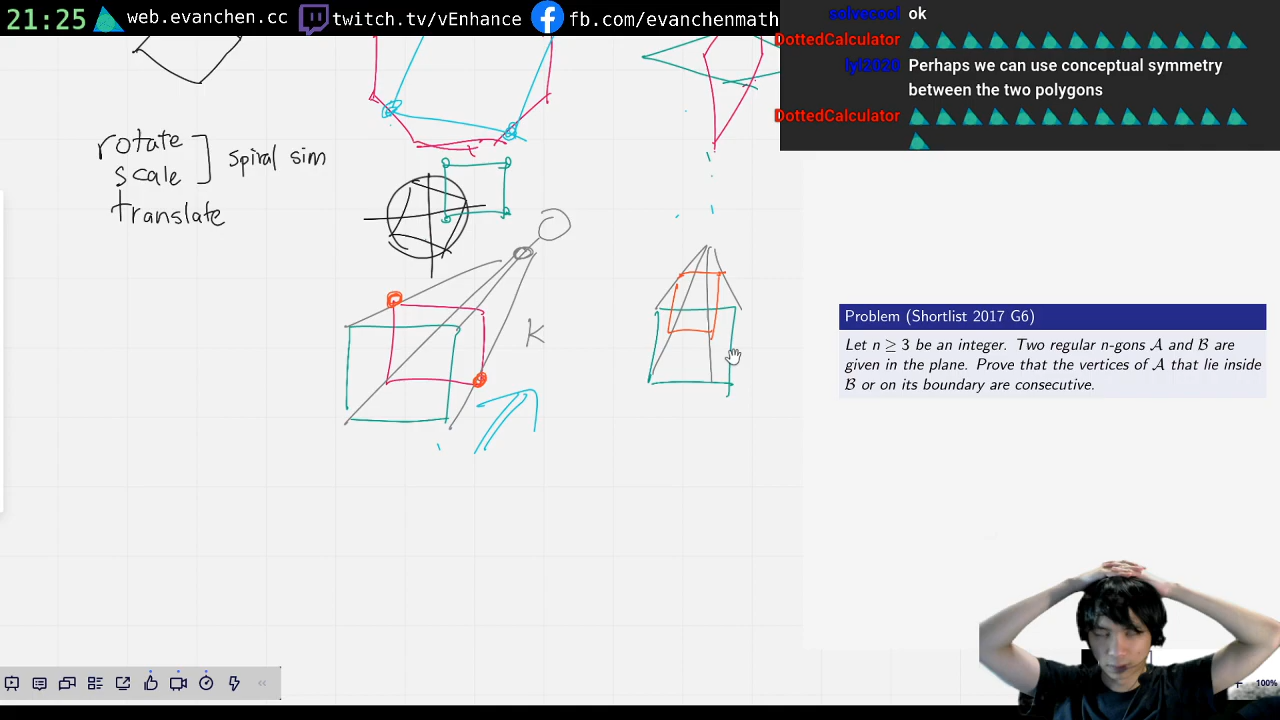 21:25 web.evanchen.cc twitch.tv/vEnhance fb.com/evanchenmath
solvecool ok
DottedCalculator
lyl2020 Perhaps we can use conceptual symmetry
between the two polygons
DottedCalculator
rotate
scale
spiral sim
translate
K
Problem (Shortlist 2017 G6)
Let n ≥ 3 be an integer. Two regular n-gons 𝒜 and ℬ are
given in the plane. Prove that the vertices of 𝒜 that lie inside
ℬ or on its boundary are consecutive.
100%